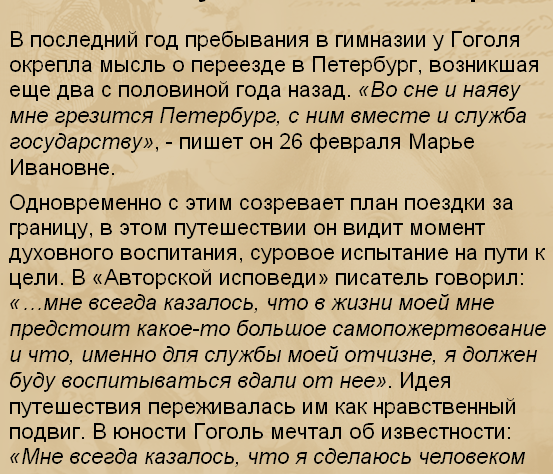 В последний год пребывания в гимназии у Гоголя
окрепла мысль о переезде в Петербург, возникшая
еще два с половиной года назад. «Во сне и наяву
мне грезится Петербург, с ним вместе и служба
государству», - пишет он 26 февраля Марье
Ивановне.
Одновременно с этим созревает план поездки за
границу, в этом путешествии он видит момент
духовного воспитания, суровое испытание на пути к
цели. В «Авторской исповеди» писатель говорил:
«…мне всегда казалось, что в жизни моей мне
предстоит какое-то большое самопожертвование
и что, именно для службы моей отчизне, я должен
буду воспитываться вдали от нее». Идея
путешествия переживалась им как нравственный
подвиг. В юности Гоголь мечтал об известности:
«Мне всегда казалось, что я сделаюсь человеком